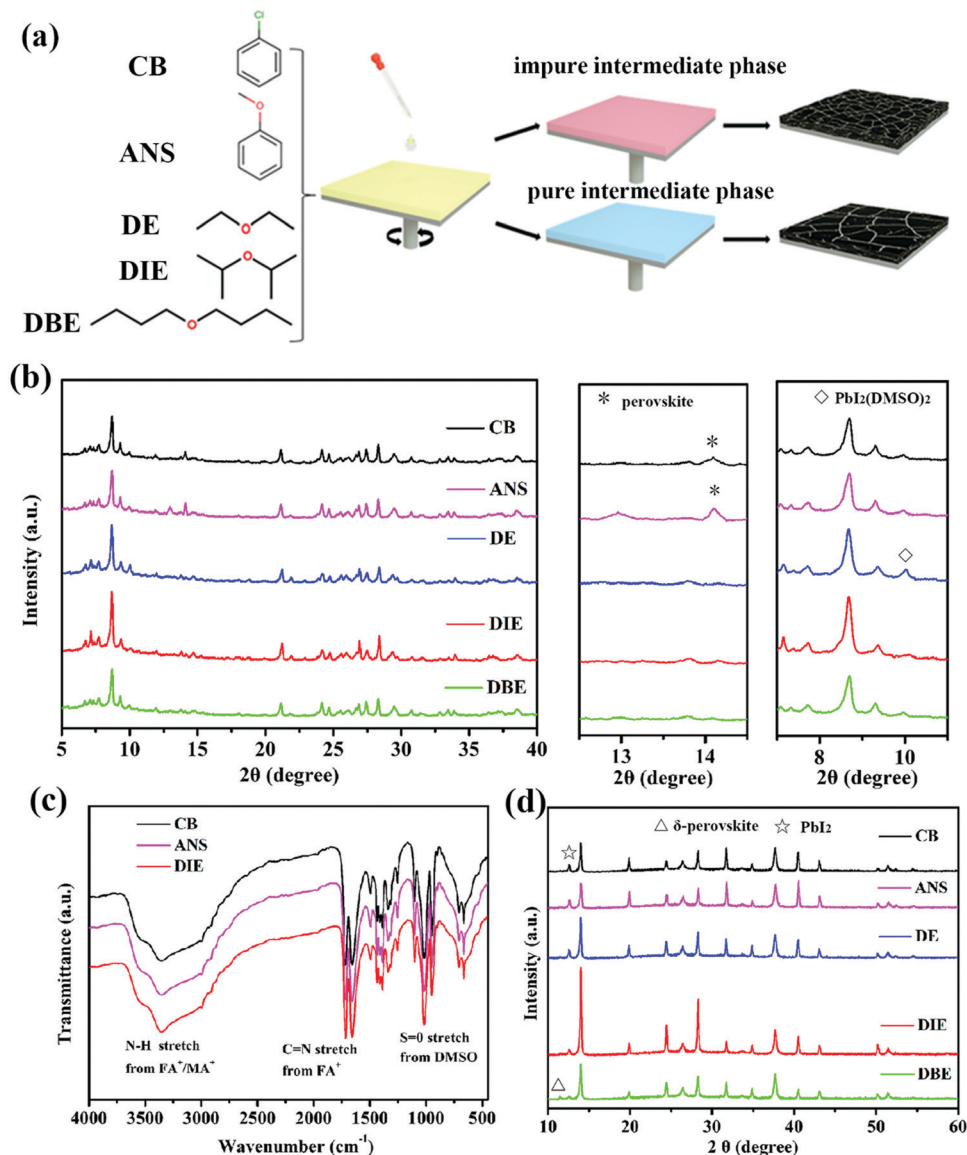 (a)
Cl
CB
impure intermediate phase
O
ANS
pure intermediate phase
DE
O
DIE
O
DBE
O
(b)
CB
ANS
DE
DIE
DBE
Intensity (a.u.)
5 10 15 20 25 30 35 40
2θ (degree)
* perovskite
*
*
13 14
2θ (degree)
◇ PbI2(DMSO)2
◇
8 10
2θ (degree)
(c)
CB
ANS
DIE
Transmittance (a.u.)
N-H stretch
from FA+/MA+
C=N stretch
from FA+
S=0 stretch
from DMSO
4000 3500 3000 2500 2000 1500 1000 500
Wavenumber (cm-1)
(d)
△ δ-perovskite ☆ PbI2
☆
CB
ANS
DE
DIE
DBE
△
Intensity (a.u.)
10 20 30 40 50 60
2 θ (degree)